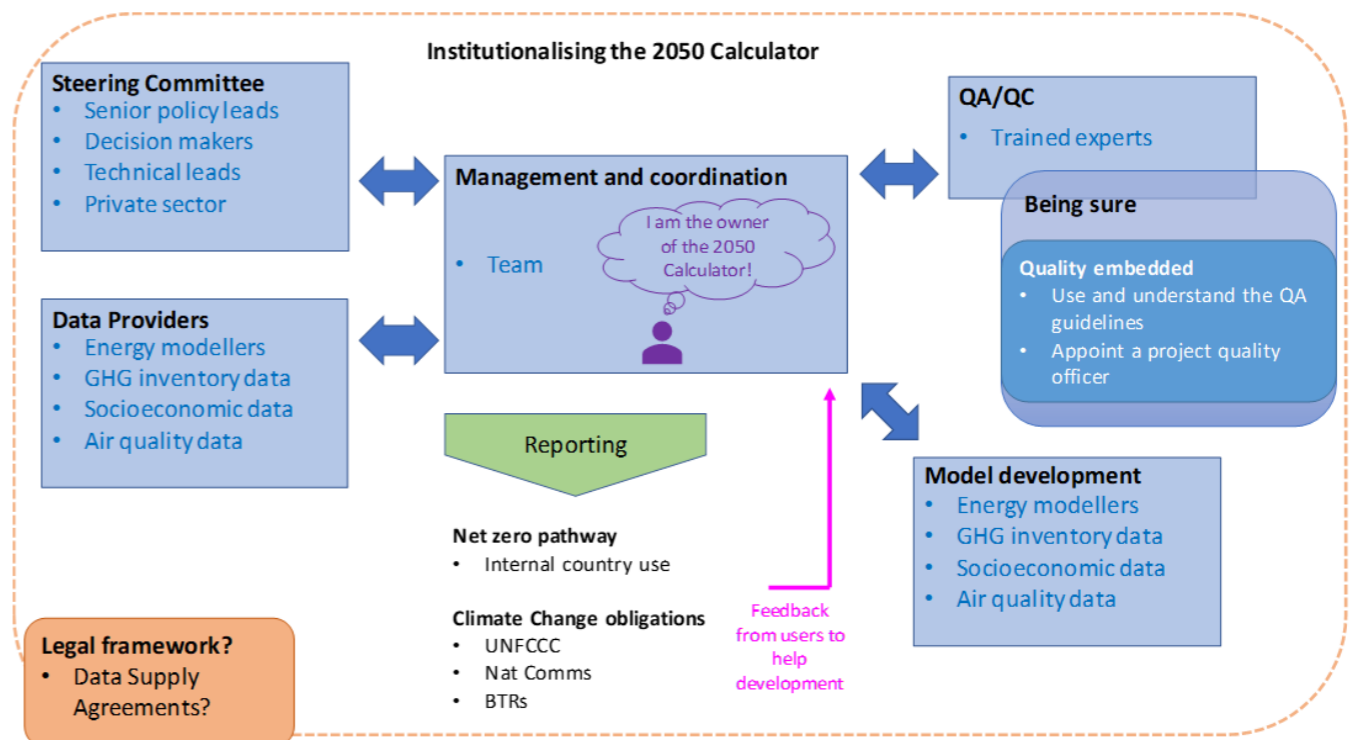 Institutionalising the 2050 Calculator
Steering Committee
• Senior policy leads
• Decision makers
• Technical leads
• Private sector
Data Providers
• Energy modellers
• GHG inventory data
• Socioeconomic data
• Air quality data
Management and coordination
• Team
I am the owner
of the 2050
Calculator!
QA/QC
• Trained experts
Being sure
Quality embedded
• Use and understand the QA
guidelines
• Appoint a project quality
officer
Model development
• Energy modellers
• GHG inventory data
• Socioeconomic data
• Air quality data
Reporting
Net zero pathway
• Internal country use
Climate Change obligations
• UNFCCC
• Nat Comms
• BTRs
Feedback
from users to
help
development
Legal framework?
• Data Supply
Agreements?